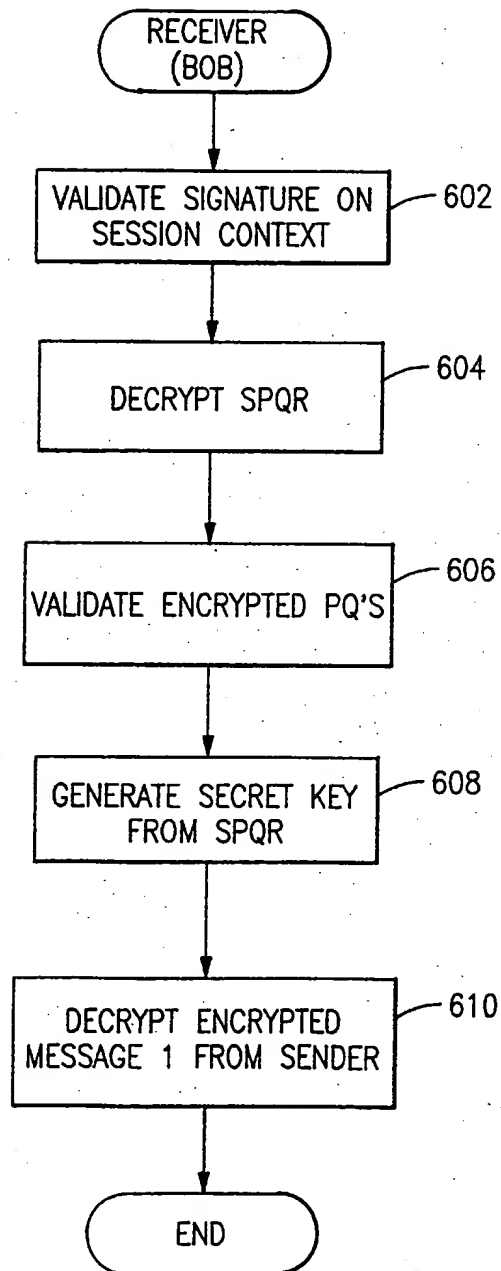 RECEIVER
(BOB)
VALIDATE SIGNATURE ON
SESSION CONTEXT
602
DECRYPT SPQR
604
VALIDATE ENCRYPTED PQ'S
606
GENERATE SECRET KEY
FROM SPQR
608
DECRYPT ENCRYPTED
MESSAGE 1 FROM SENDER
610
END